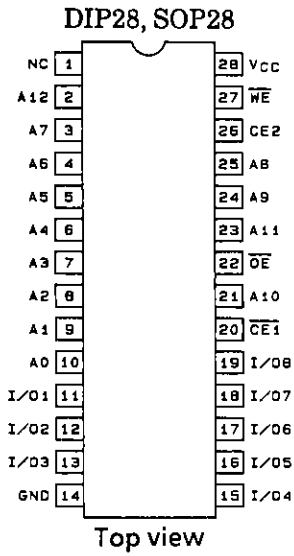 DIP28, SOP28
NC 1 28 VCC
A12 2 27 W̅E̅
A7 3 26 CE2
A6 4 25 A8
A5 5 24 A9
A4 6 23 A11
A3 7 22 O̅E̅
A2 8 21 A10
A1 9 20 C̅E̅1̅
A0 10 19 I/O8
I/O1 11 18 I/O7
I/O2 12 17 I/O6
I/O3 13 16 I/O5
GND 14 15 I/O4
Top view